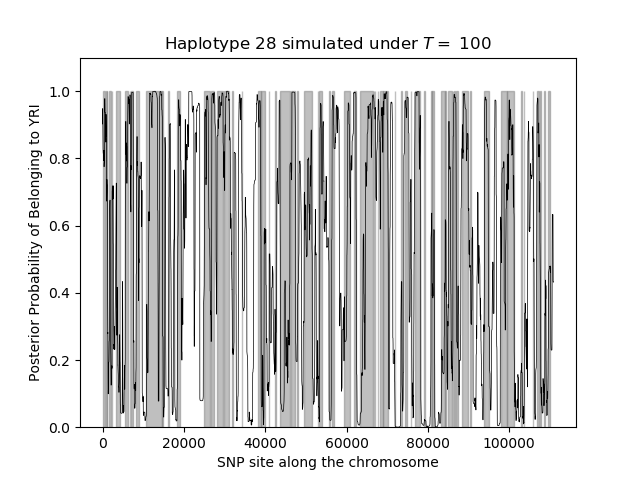 Haplotype 28 simulated under T = 100
Posterior Probability of Belonging to YRI
1.0
0.8
0.6
0.4
0.2
0.0
0 20000 40000 60000 80000 100000
SNP site along the chromosome